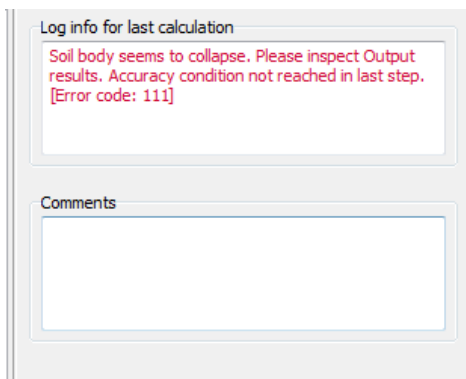 Log info for last calculation
Soil body seems to collapse. Please inspect Output
results. Accuracy condition not reached in last step.
[Error code: 111]
Comments